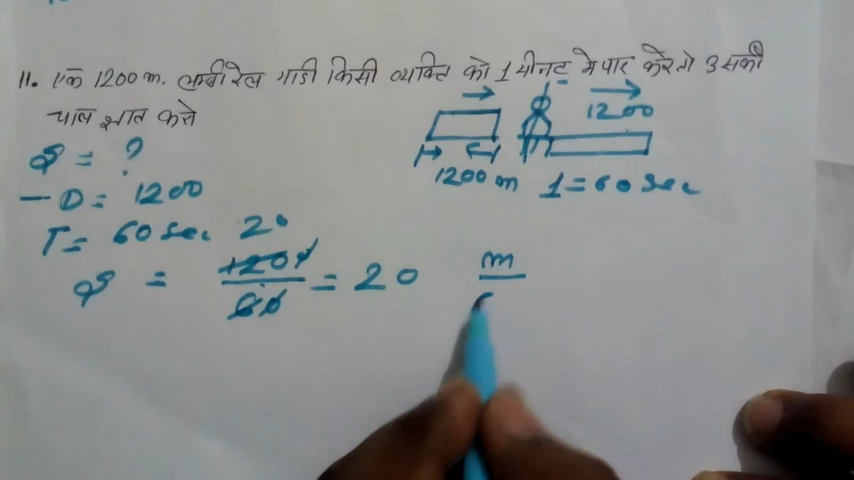 11. एक 1200 m. लम्बी रेल गाडी किसी व्यक्ति को 1 मीनट मे पार करे तो उसकी
चाल ज्ञात करो
1200
1200 m 1 = 60 sec
S = ?
D = 1200
T = 60 sec
20
S = 1200 / 60 = 20 m